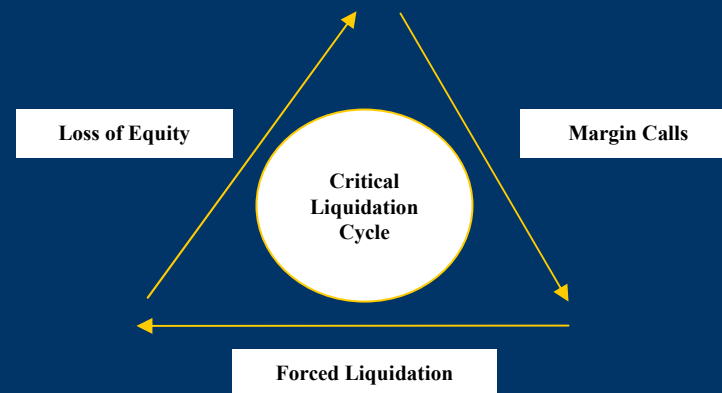 Loss of Equity
Margin Calls
Critical
Liquidation
Cycle
Forced Liquidation